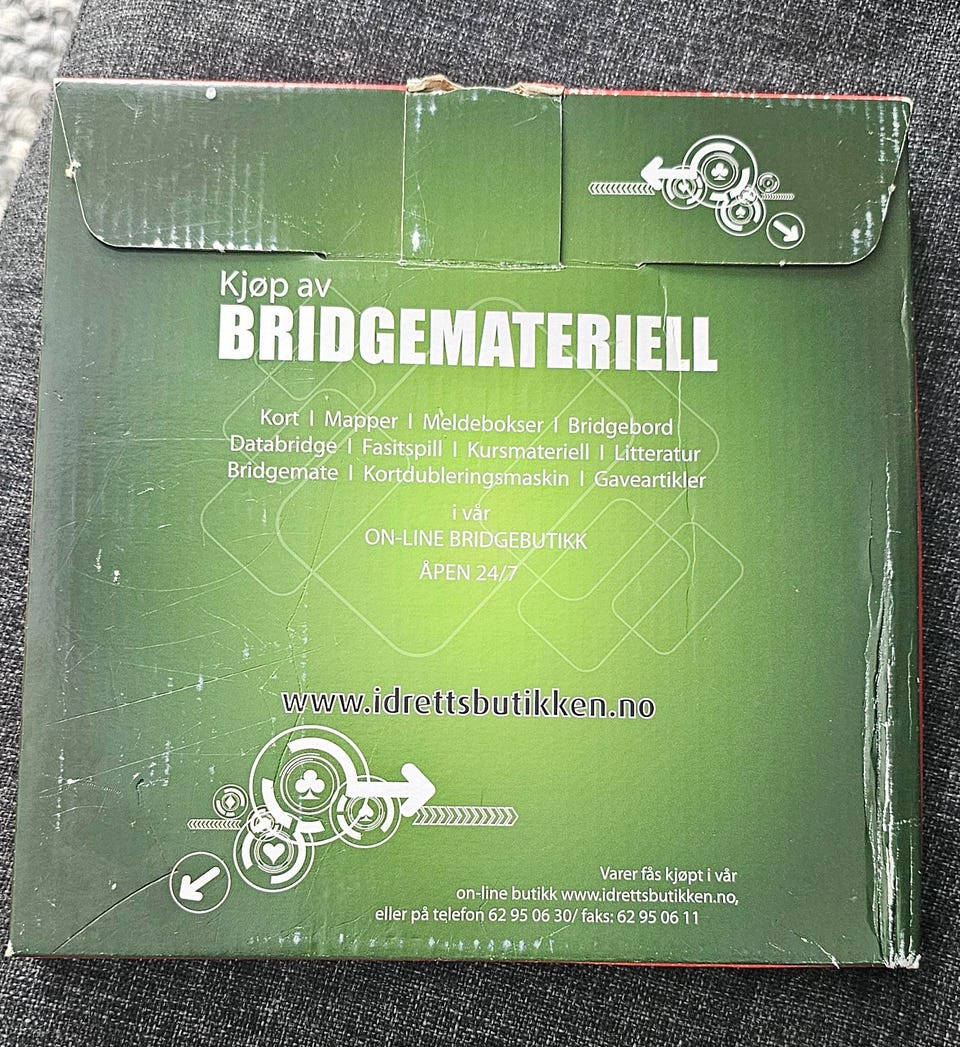 Kjøp av
BRIDGEMATERIELL
Kort I Mapper I Meldebokser I Bridgebord
Databridge I Fasitspill I Kursmateriell I Litteratur
Bridgemate I Kortdubleringsmaskin I Gaveartikler
i vår
ON-LINE BRIDGEBUTIKK
ÅPEN 24/7
www.idrettsbutikken.no
Varer fås kjøpt i vår
on-line butikk www.idrettsbutikken.no,
eller på telefon 62 95 06 30/ faks: 62 95 06 11